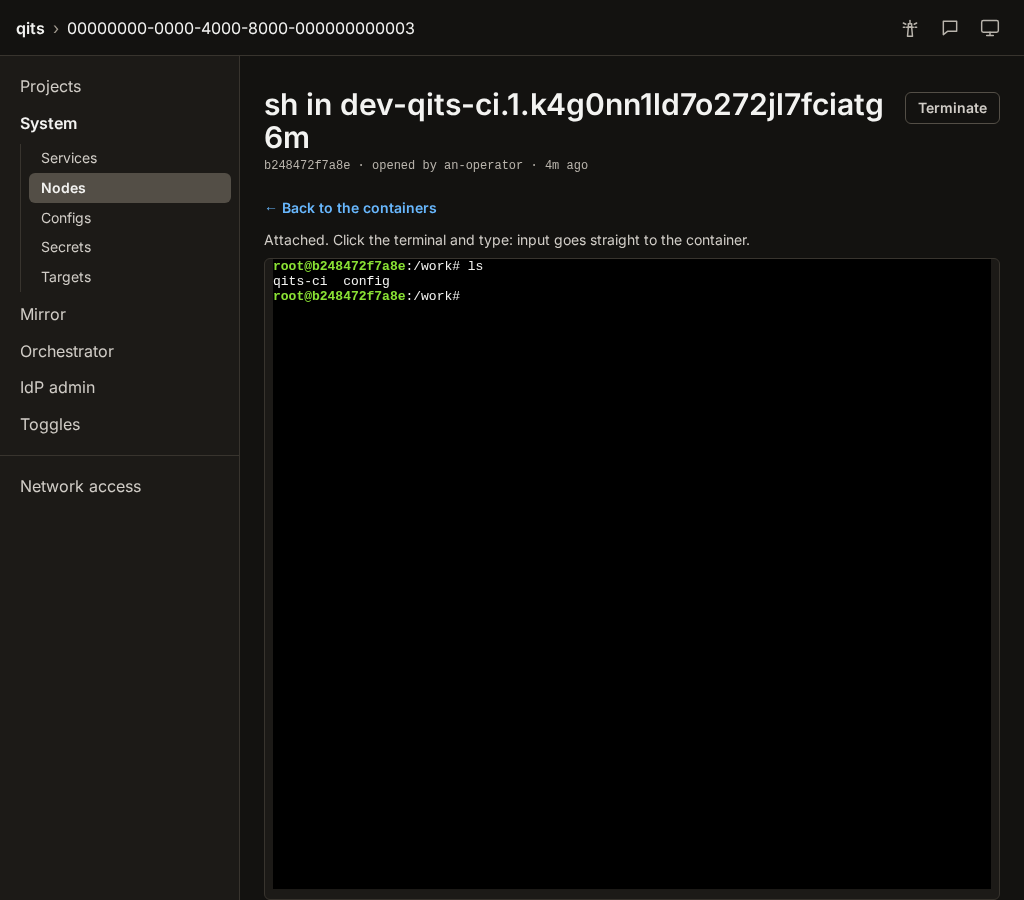 qits › 00000000-0000-4000-8000-000000000003
Projects
System
Services
Nodes
Configs
Secrets
Targets
Mirror
Orchestrator
IdP admin
Toggles
Network access
sh in dev-qits-ci.1.k4g0nn1ld7o272jl7fciatg
6m
Terminate
b248472f7a8e · opened by an-operator · 4m ago
← Back to the containers
Attached. Click the terminal and type: input goes straight to the container.
root@b248472f7a8e:/work# ls
qits-ci  config
root@b248472f7a8e:/work#